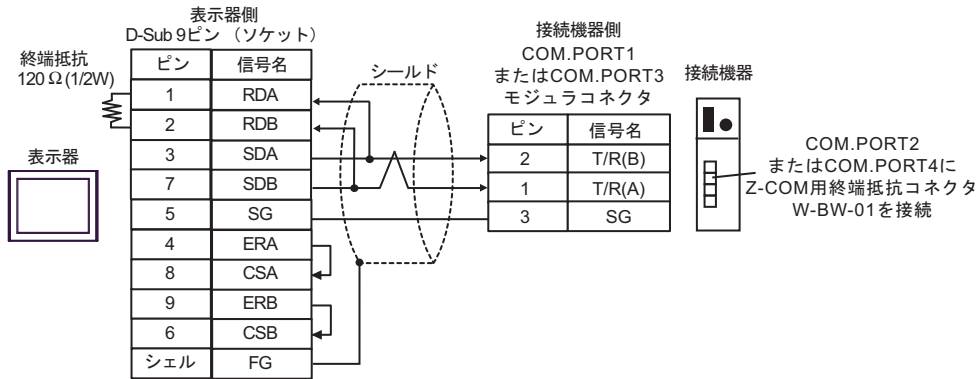 表示器側
D-Sub 9ピン （ソケット）
終端抵抗
120 Ω (1/2W)
表示器
ピン 信号名
1 RDA
2 RDB
3 SDA
7 SDB
5 SG
4 ERA
8 CSA
9 ERB
6 CSB
シェル FG
シールド
接続機器側
COM.PORT1
またはCOM.PORT3
モジュラコネクタ
ピン 信号名
2 T/R(B)
1 T/R(A)
3 SG
接続機器
COM.PORT2
またはCOM.PORT4に
Z-COM用終端抵抗コネクタ
W-BW-01を接続